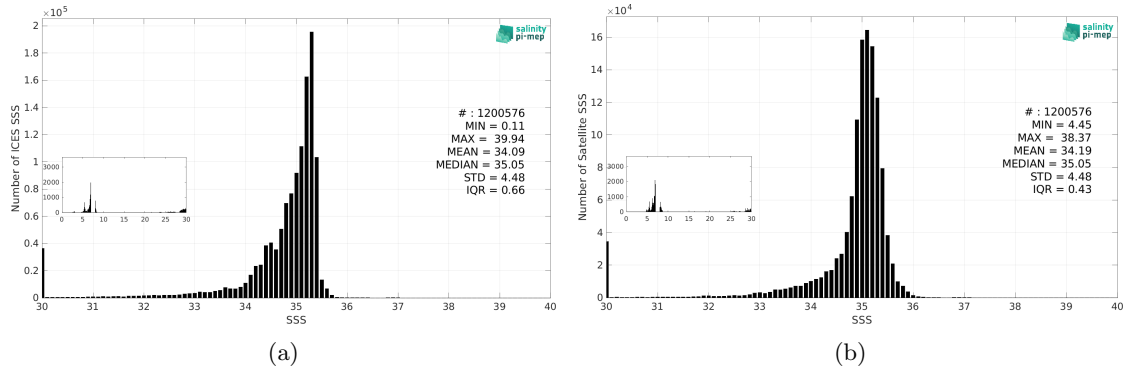 ×10^5
2
1.8
1.6
1.4
1.2
1
0.8
0.6
0.4
0.2
0
Number of ICES SSS
salinity
pi-mep
# : 1200576
MIN = 0.11
MAX = 39.94
MEAN = 34.09
MEDIAN = 35.05
STD = 4.48
IQR = 0.66
3000
2000
1000
0
0 5 10 15 20 25 30
30 31 32 33 34 35 36 37 38 39 40
SSS
(a)
×10^4
16
14
12
10
8
6
4
2
0
Number of Satellite SSS
salinity
pi-mep
# : 1200576
MIN = 4.45
MAX = 38.37
MEAN = 34.19
MEDIAN = 35.05
STD = 4.48
IQR = 0.43
3000
2000
1000
0
0 5 10 15 20 25 30
30 31 32 33 34 35 36 37 38 39 40
SSS
(b)